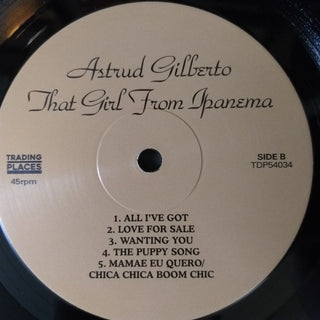 Astrud Gilberto
That Girl From Ipanema
TRADING
PLACES
45rpm
SIDE B
TDP54034
1. ALL I'VE GOT
2. LOVE FOR SALE
3. WANTING YOU
4. THE PUPPY SONG
5. MAMAE EU QUERO/
CHICA CHICA BOOM CHIC